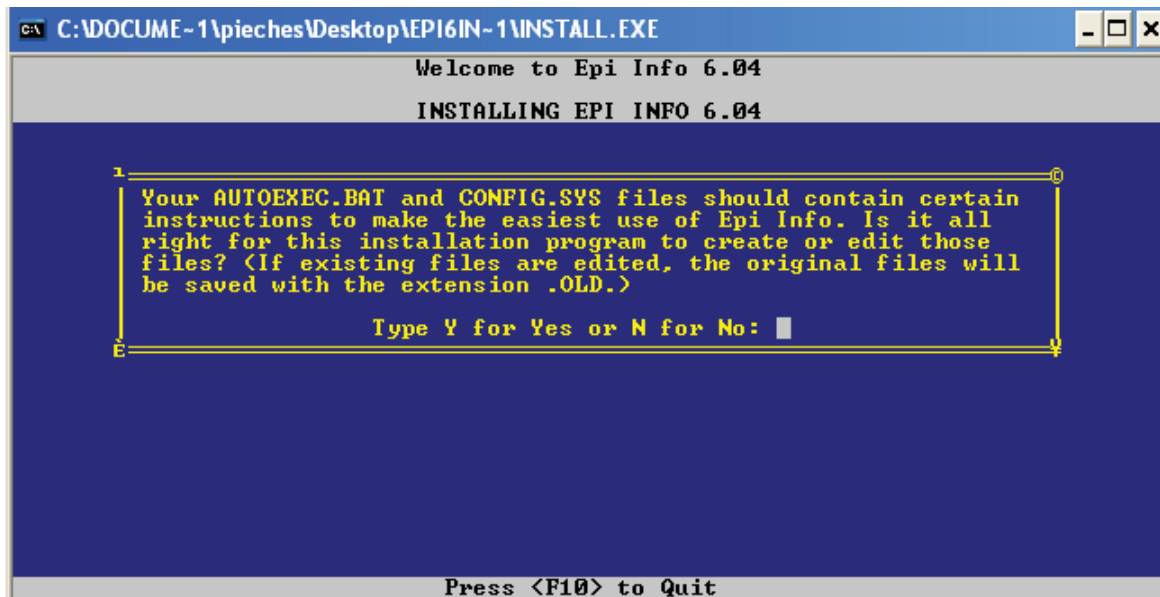 C:\DOCUME~1\pieches\Desktop\EPI6IN~1\INSTALL.EXE
Welcome to Epi Info 6.04
INSTALLING EPI INFO 6.04
Your AUTOEXEC.BAT and CONFIG.SYS files should contain certain
instructions to make the easiest use of Epi Info. Is it all
right for this installation program to create or edit those
files? (If existing files are edited, the original files will
be saved with the extension .OLD.)
Type Y for Yes or N for No:
Press <F10> to Quit